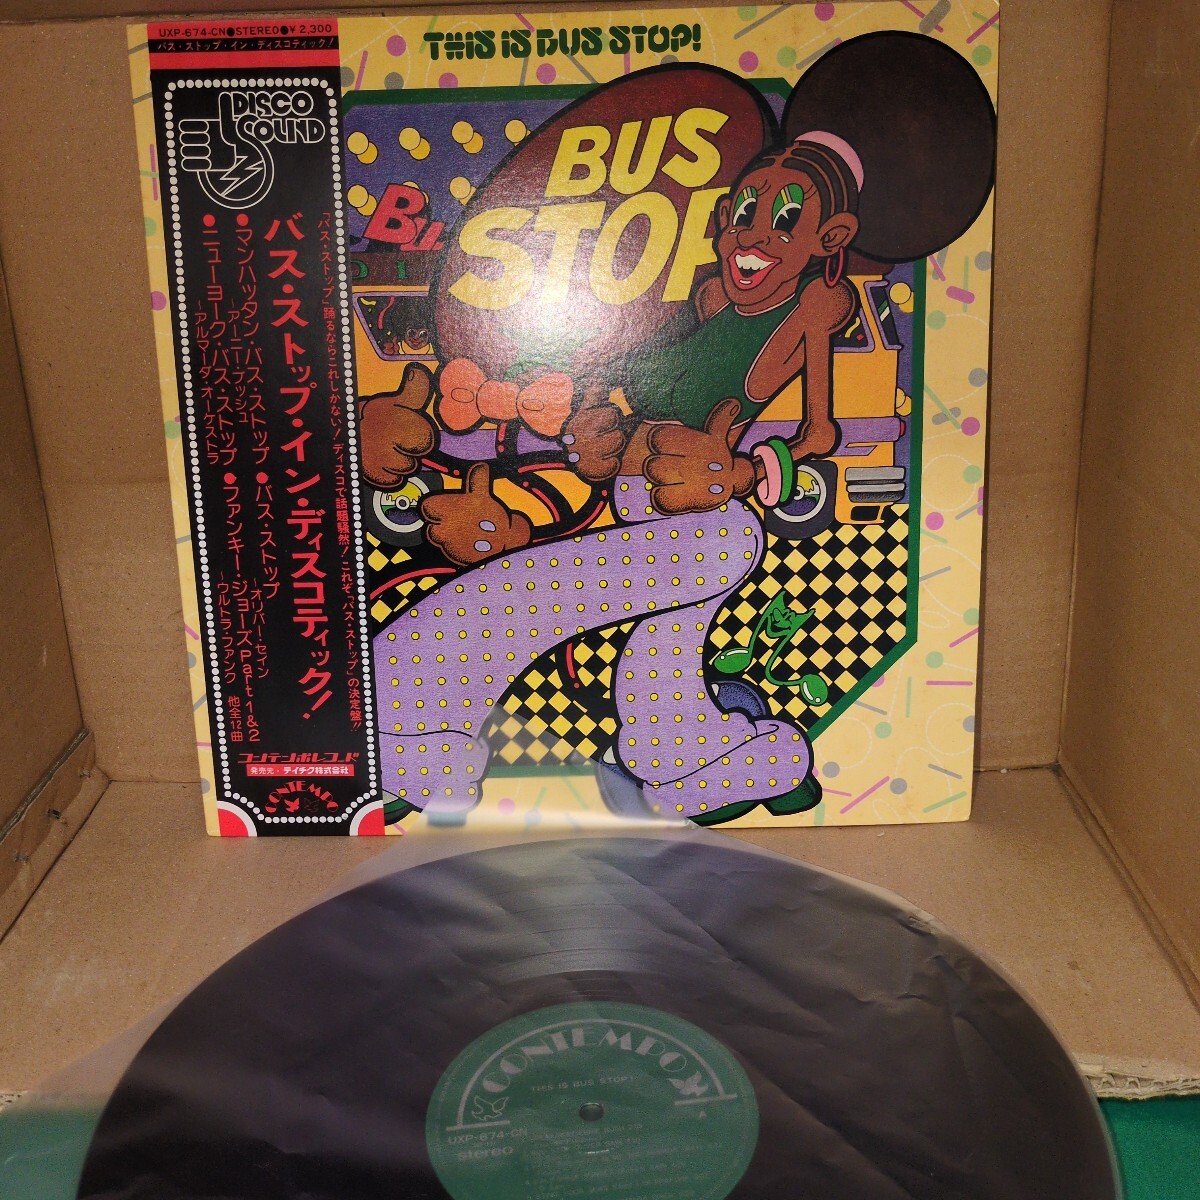 UXP-674-CN●STEREO●¥2,300
バス・ストップ・イン・ディスコティック!
DISCO
SOUND
「バス・ストップ」踊るならこれしかない!ディスコで話題騒然!これぞ「バス・ストップ」の決定盤!!
バス・ストップ・イン・ディスコティック!
●マンハッタン・バス・ストップ
〜アーニー・ブッシュ
●ニューヨーク・バス・ストップ
〜アルマーダ・オーケストラ
●バス・ストップ
〜オリバー・セイン
●ファンキー・ジョーズPart1&2
〜ウルトラ・ファンク
他全12曲
コンテンポレコード
発売元・テイチク株式会社
CONTEMPO
THIS IS BUS STOP!
BUS
STOP
BU
DI
CONTEMPO
THIS IS BUS STOP!
UXP-674-CN
stereo